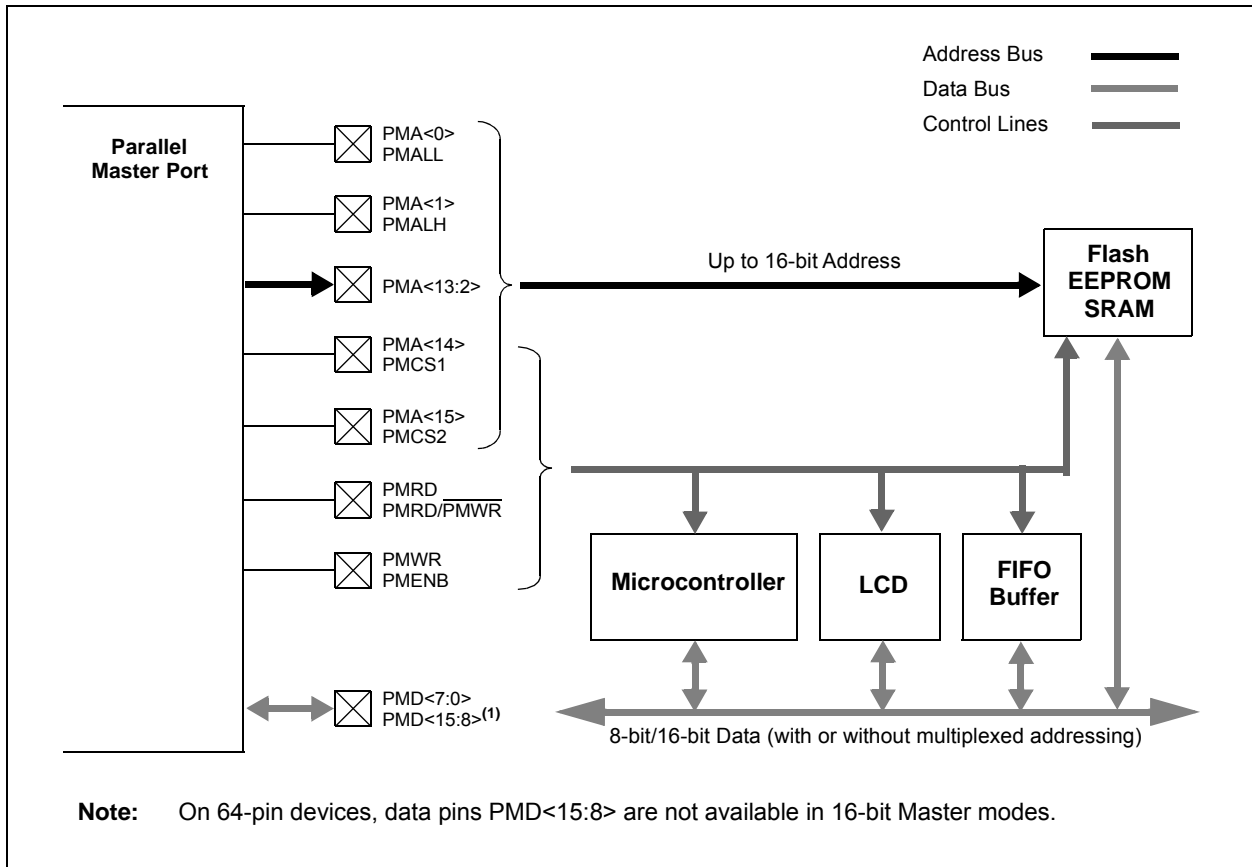 Address Bus
Data Bus
Control Lines
Parallel
Master Port
PMA<0>
PMALL
PMA<1>
PMALH
PMA<13:2>
PMA<14>
PMCS1
PMA<15>
PMCS2
PMRD
PMRD/PMWR
PMWR
PMENB
PMD<7:0>
PMD<15:8>(1)
Up to 16-bit Address
Flash
EEPROM
SRAM
Microcontroller
LCD
FIFO
Buffer
8-bit/16-bit Data (with or without multiplexed addressing)
Note: On 64-pin devices, data pins PMD<15:8> are not available in 16-bit Master modes.